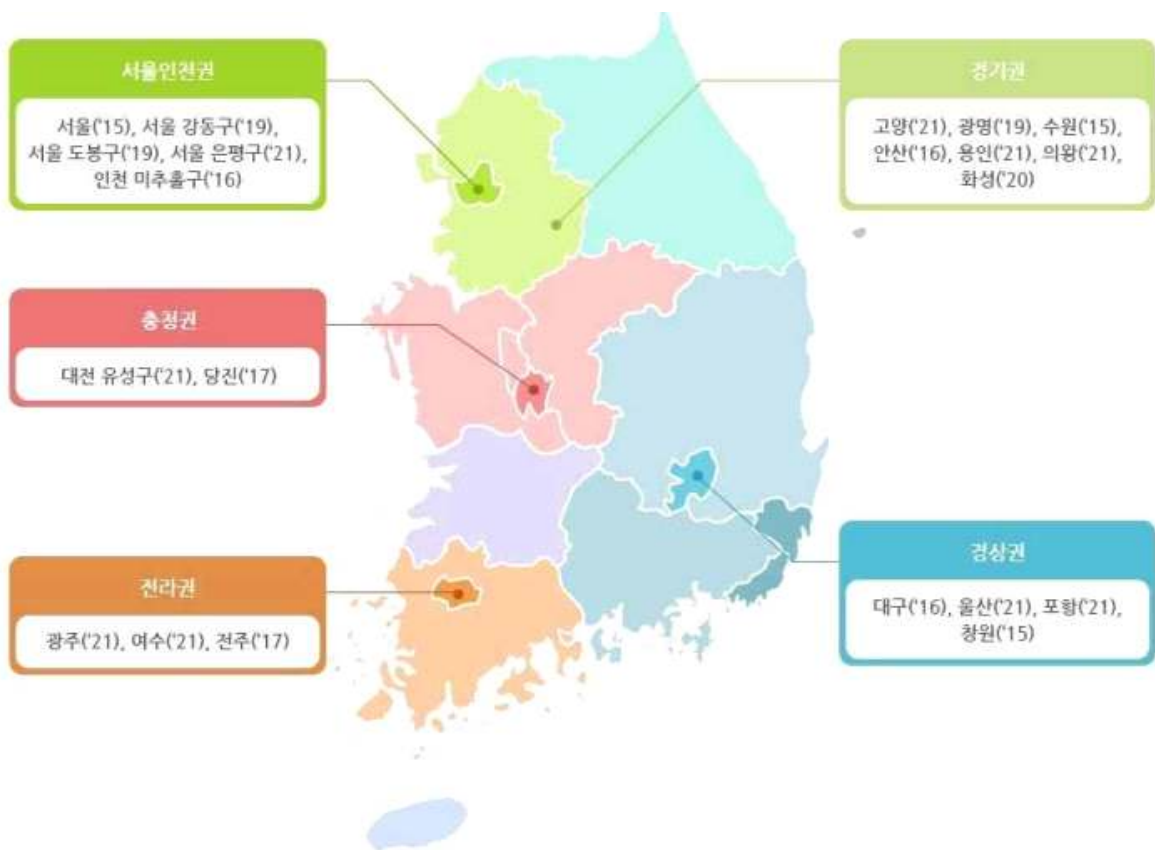 서울인천권
서울('15), 서울 강동구('19),
서울 도봉구('19), 서울 은평구('21),
인천 미추홀구('16)
경기권
고양('21), 광명('19), 수원('15),
안산('16), 용인('21), 의왕('21),
화성('20)
충청권
대전 유성구('21), 당진('17)
전라권
광주('21), 여수('21), 전주('17)
경상권
대구('16), 울산('21), 포항('21),
창원('15)